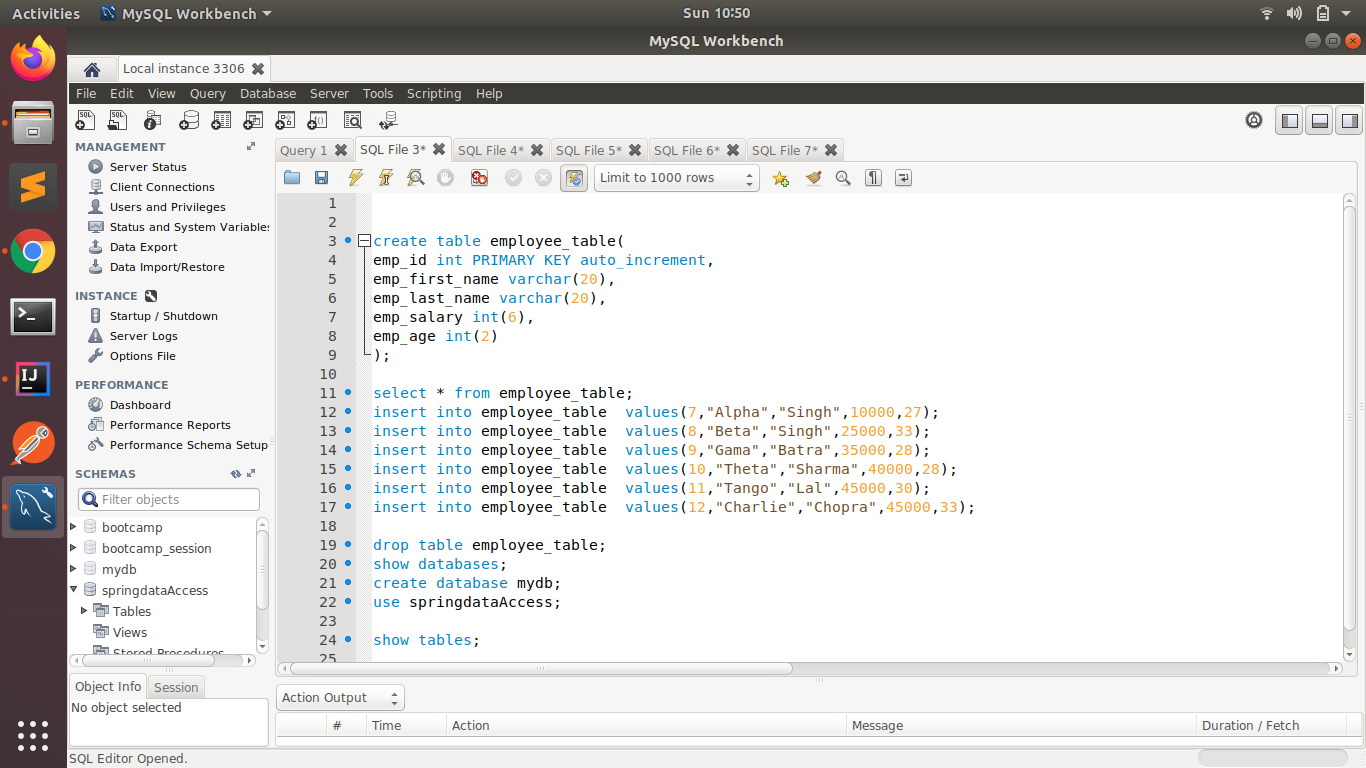 Activities MySQL Workbench Sun 10:50
MySQL Workbench
Local instance 3306
File Edit View Query Database Server Tools Scripting Help
MANAGEMENT
Server Status
Client Connections
Users and Privileges
Status and System Variables
Data Export
Data Import/Restore
INSTANCE
Startup / Shutdown
Server Logs
Options File
PERFORMANCE
Dashboard
Performance Reports
Performance Schema Setup
SCHEMAS
Filter objects
bootcamp
bootcamp_session
mydb
springdataAccess
Tables
Views
Stored Procedures
Object Info Session
No object selected
Query 1 SQL File 3* SQL File 4* SQL File 5* SQL File 6* SQL File 7*
Limit to 1000 rows
1
2
3 create table employee_table(
4 emp_id int PRIMARY KEY auto_increment,
5 emp_first_name varchar(20),
6 emp_last_name varchar(20),
7 emp_salary int(6),
8 emp_age int(2)
9 );
10
11 select * from employee_table;
12 insert into employee_table  values(7,"Alpha","Singh",10000,27);
13 insert into employee_table  values(8,"Beta","Singh",25000,33);
14 insert into employee_table  values(9,"Gama","Batra",35000,28);
15 insert into employee_table  values(10,"Theta","Sharma",40000,28);
16 insert into employee_table  values(11,"Tango","Lal",45000,30);
17 insert into employee_table  values(12,"Charlie","Chopra",45000,33);
18
19 drop table employee_table;
20 show databases;
21 create database mydb;
22 use springdataAccess;
23
24 show tables;
25
Action Output
# Time Action Message Duration / Fetch
SQL Editor Opened.